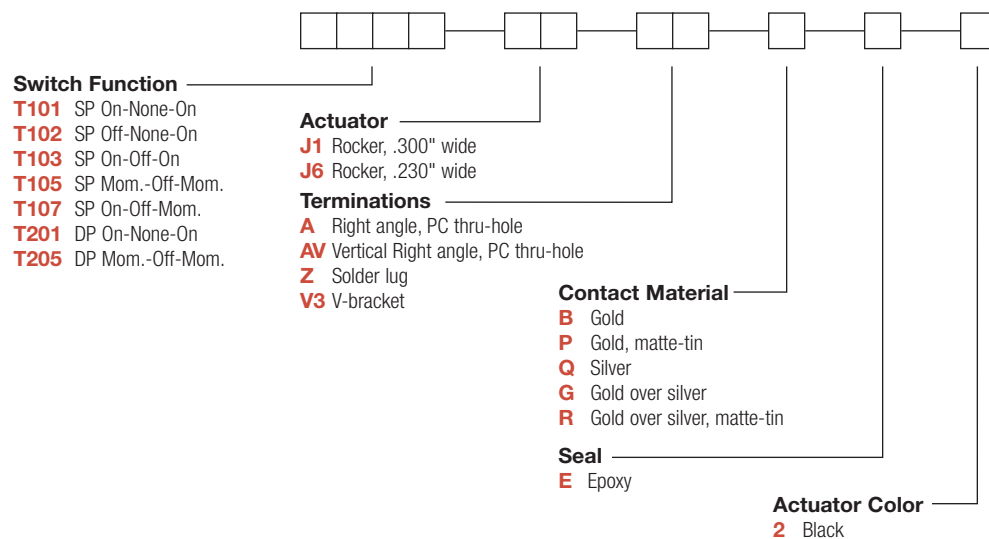 Switch Function
T101 SP On-None-On
T102 SP Off-None-On
T103 SP On-Off-On
T105 SP Mom.-Off-Mom.
T107 SP On-Off-Mom.
T201 DP On-None-On
T205 DP Mom.-Off-Mom.
Actuator
J1 Rocker, .300" wide
J6 Rocker, .230" wide
Terminations
A Right angle, PC thru-hole
AV Vertical Right angle, PC thru-hole
Z Solder lug
V3 V-bracket
Contact Material
B Gold
P Gold, matte-tin
Q Silver
G Gold over silver
R Gold over silver, matte-tin
Seal
E Epoxy
Actuator Color
2 Black